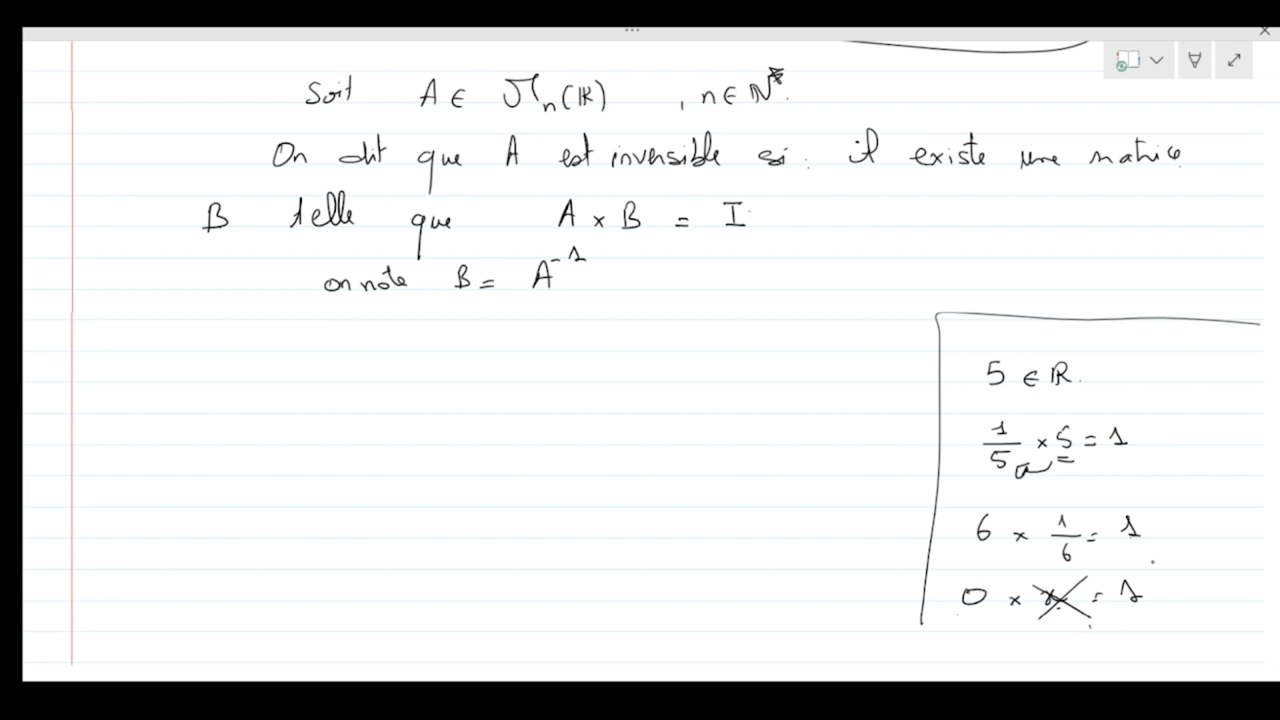 Soit A ∈ M_n(IK) , n ∈ ℕ*.
On dit que A est inversible si : il existe une matrice
B telle que A × B = I
on note B = A⁻¹
5 ∈ ℝ.
1/5 × 5 = 1
6 × 1/6 = 1
0 × x = 1